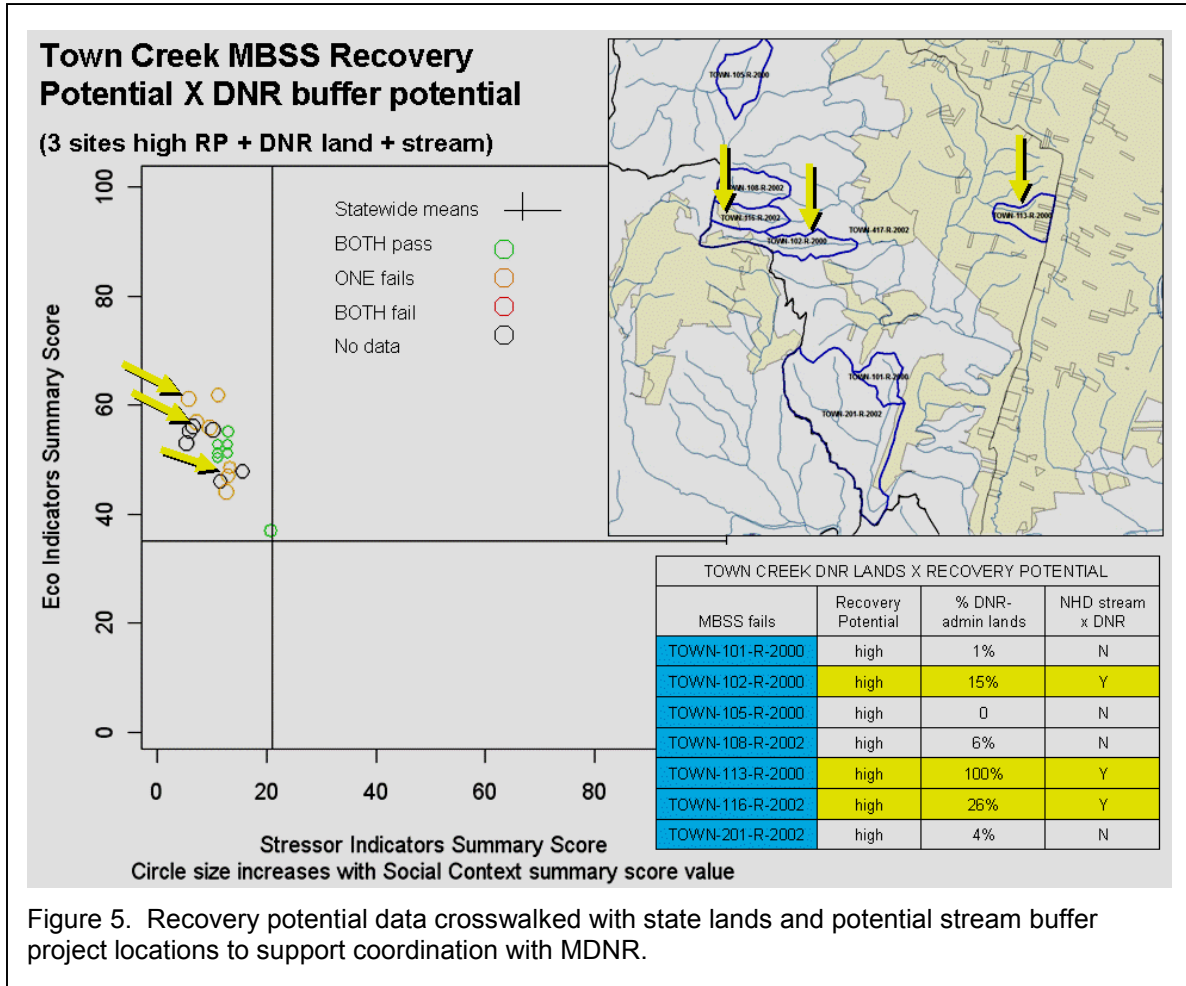 Town Creek MBSS Recovery
Potential X DNR buffer potential
(3 sites high RP + DNR land + stream)
Statewide means
BOTH pass
ONE fails
BOTH fail
No data
Eco Indicators Summary Score
100
80
60
40
20
0
0 20 40 60 80
Stressor Indicators Summary Score
Circle size increases with Social Context summary score value
TOWN-105-R-2000
TOWN-108-R-2002
TOWN-116-R-2002
TOWN-102-R-2000
TOWN-417-R-2002
TOWN-113-R-2000
TOWN-101-R-2000
TOWN-201-R-2002
TOWN CREEK DNR LANDS X RECOVERY POTENTIAL
MBSS fails Recovery Potential % DNR-admin lands NHD stream x DNR
TOWN-101-R-2000 high 1% N
TOWN-102-R-2000 high 15% Y
TOWN-105-R-2000 high 0 N
TOWN-108-R-2002 high 6% N
TOWN-113-R-2000 high 100% Y
TOWN-116-R-2002 high 26% Y
TOWN-201-R-2002 high 4% N
Figure 5. Recovery potential data crosswalked with state lands and potential stream buffer
project locations to support coordination with MDNR.